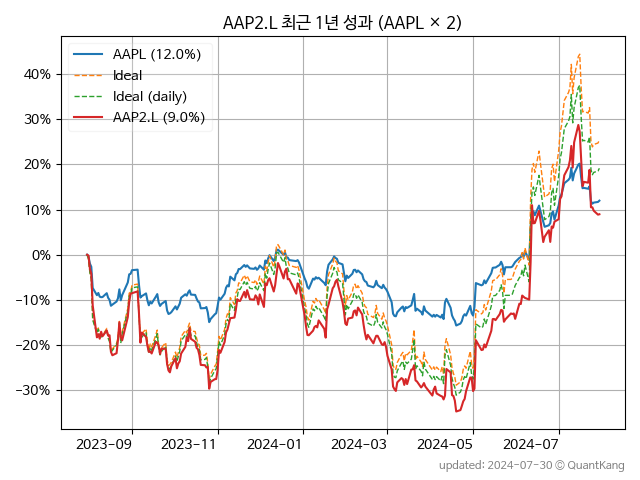 AAP2.L 최근 1년 성과 (AAPL × 2)
AAPL (12.0%)
Ideal
Ideal (daily)
AAP2.L (9.0%)
40%
30%
20%
10%
0%
−10%
−20%
−30%
2023-09 2023-11 2024-01 2024-03 2024-05 2024-07
updated: 2024-07-30 © QuantKang